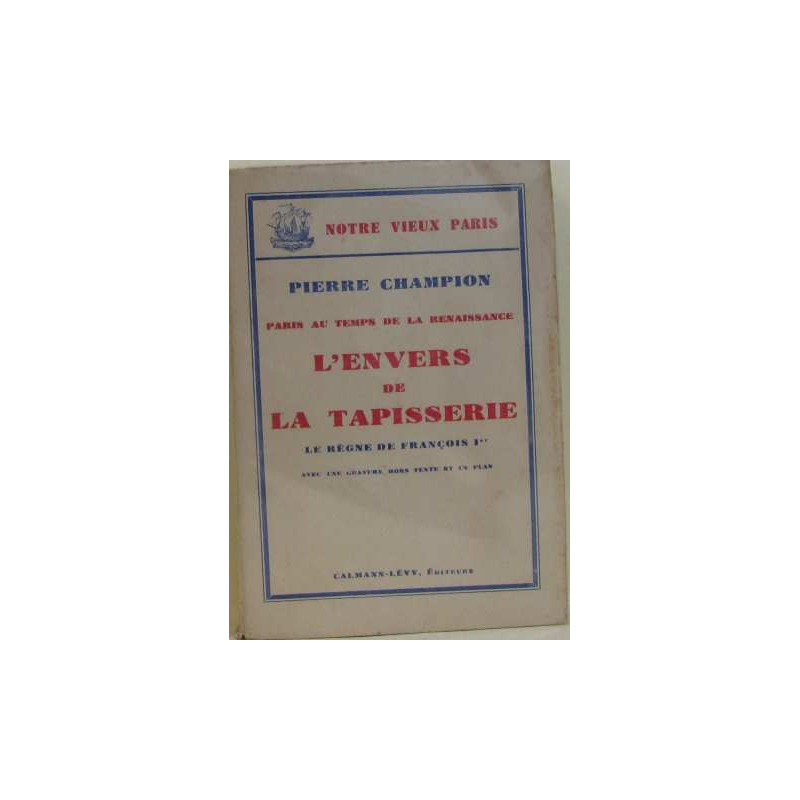 NOTRE VIEUX PARIS
PIERRE CHAMPION
PARIS AU TEMPS DE LA RENAISSANCE
L'ENVERS
DE
LA TAPISSERIE
LE RÈGNE DE FRANÇOIS Iᵉʳ
AVEC UNE GRAVURE HORS TEXTE ET UN PLAN
CALMANN-LÉVY, ÉDITEURS